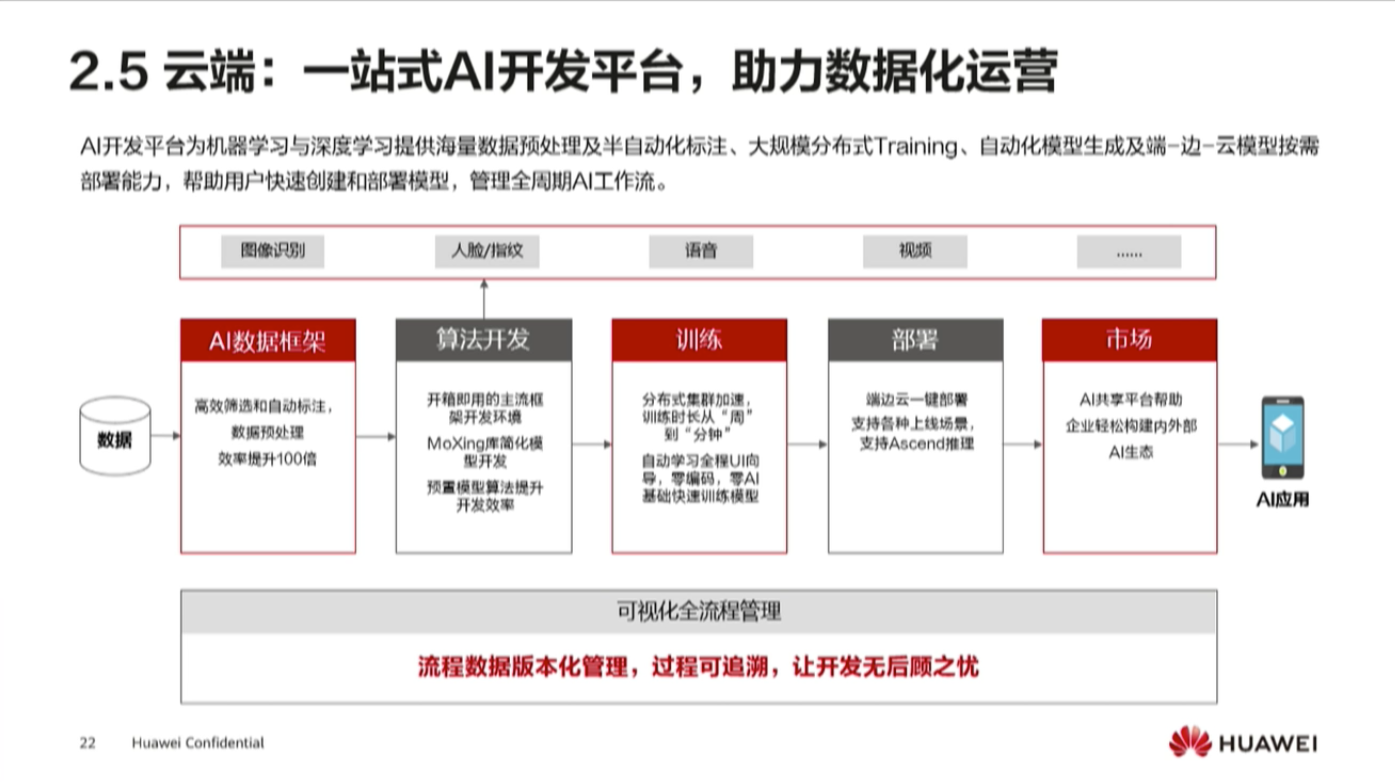 2.5 云端：一站式AI开发平台，助力数据化运营
AI开发平台为机器学习与深度学习提供海量数据预处理及半自动化标注、大规模分布式Training、自动化模型生成及端-边-云模型按需
部署能力，帮助用户快速创建和部署模型，管理全周期AI工作流。
图像识别
人脸/指纹
语音
视频
......
数据
AI数据框架
高效筛选和自动标注，
数据预处理
效率提升100倍
算法开发
开箱即用的主流框
架开发环境
MoXing库简化模
型开发
预置模型算法提升
开发效率
训练
分布式集群加速，
训练时长从“周”
到“分钟”
自动学习全程UI向
导，零编码，零AI
基础快速训练模型
部署
端边云一键部署
支持各种上线场景，
支持Ascend推理
市场
AI共享平台帮助
企业轻松构建内外部
AI生态
AI应用
可视化全流程管理
流程数据版本化管理，过程可追溯，让开发无后顾之忧
22 Huawei Confidential
HUAWEI